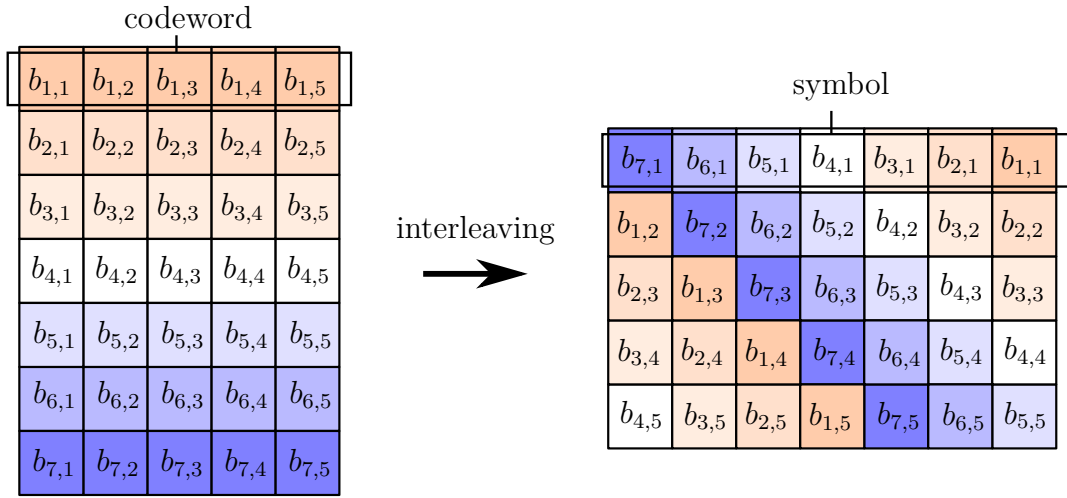 codeword
b1,1 b1,2 b1,3 b1,4 b1,5
b2,1 b2,2 b2,3 b2,4 b2,5
b3,1 b3,2 b3,3 b3,4 b3,5
b4,1 b4,2 b4,3 b4,4 b4,5
b5,1 b5,2 b5,3 b5,4 b5,5
b6,1 b6,2 b6,3 b6,4 b6,5
b7,1 b7,2 b7,3 b7,4 b7,5
interleaving
symbol
b7,1 b6,1 b5,1 b4,1 b3,1 b2,1 b1,1
b1,2 b7,2 b6,2 b5,2 b4,2 b3,2 b2,2
b2,3 b1,3 b7,3 b6,3 b5,3 b4,3 b3,3
b3,4 b2,4 b1,4 b7,4 b6,4 b5,4 b4,4
b4,5 b3,5 b2,5 b1,5 b7,5 b6,5 b5,5